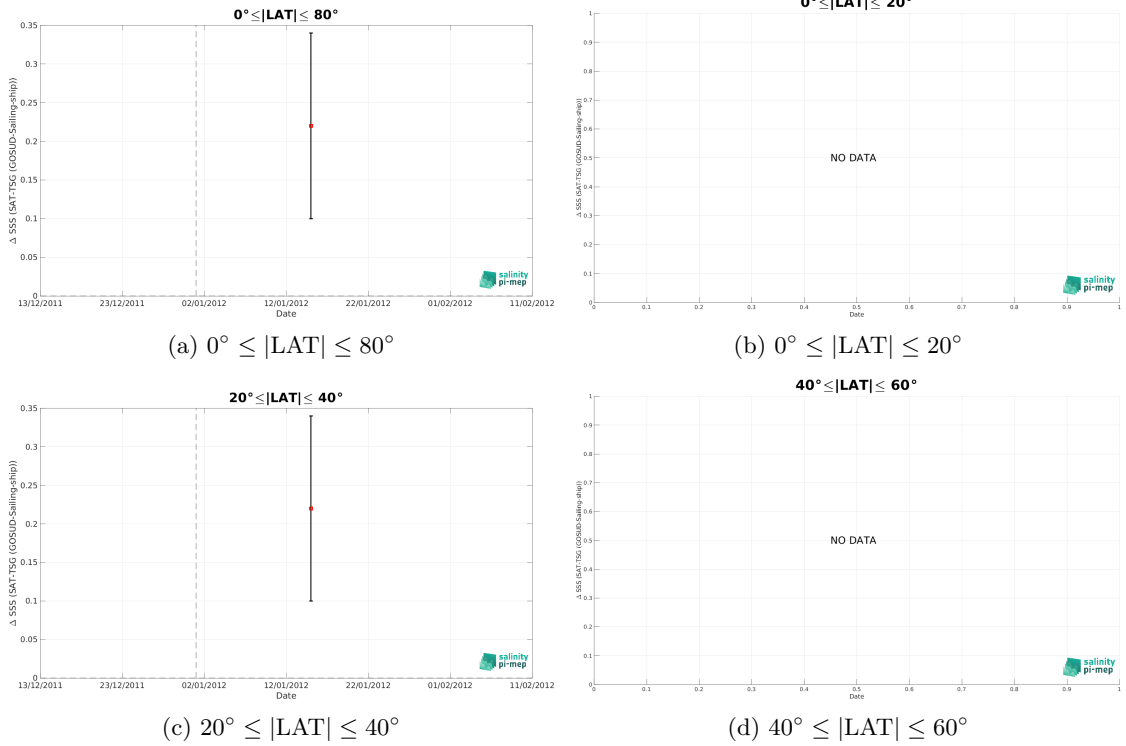 0°≤|LAT|≤ 80°
0.35
0.3
0.25
0.2
0.15
0.1
0.05
0
Δ SSS (SAT-TSG (GOSUD-Sailing-ship))
13/12/2011 23/12/2011 02/01/2012 12/01/2012 22/01/2012 01/02/2012 11/02/2012
Date
salinity
pi-mep
(a) 0° ≤ |LAT| ≤ 80°
0°≤|LAT|≤ 20°
1
0.9
0.8
0.7
0.6
0.5
0.4
0.3
0.2
0.1
0
Δ SSS (SAT-TSG (GOSUD-Sailing-ship))
NO DATA
0 0.1 0.2 0.3 0.4 0.5 0.6 0.7 0.8 0.9 1
Date
salinity
pi-mep
(b) 0° ≤ |LAT| ≤ 20°
20°≤|LAT|≤ 40°
0.35
0.3
0.25
0.2
0.15
0.1
0.05
0
Δ SSS (SAT-TSG (GOSUD-Sailing-ship))
13/12/2011 23/12/2011 02/01/2012 12/01/2012 22/01/2012 01/02/2012 11/02/2012
Date
salinity
pi-mep
(c) 20° ≤ |LAT| ≤ 40°
40°≤|LAT|≤ 60°
1
0.9
0.8
0.7
0.6
0.5
0.4
0.3
0.2
0.1
0
Δ SSS (SAT-TSG (GOSUD-Sailing-ship))
NO DATA
0 0.1 0.2 0.3 0.4 0.5 0.6 0.7 0.8 0.9 1
Date
salinity
pi-mep
(d) 40° ≤ |LAT| ≤ 60°